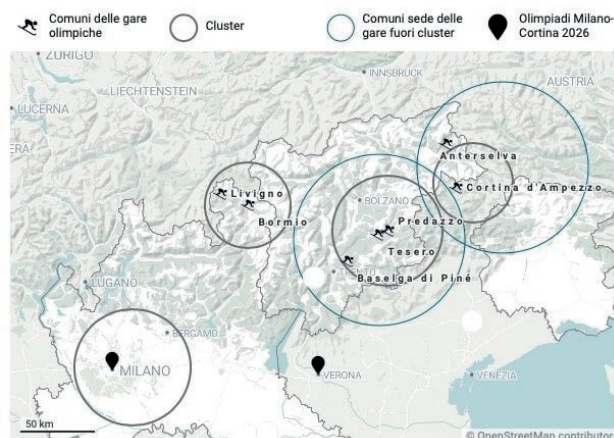 Comuni delle gare
olimpiche
Cluster
Comuni sede delle
gare fuori cluster
Olimpiadi Milano-
Cortina 2026
ZURIGO
INNSBRUCK
AUSTRIA
LIECHTENSTEIN
LUCERNA
Anterselva
Livigno
BOLZANO
Cortina d'Ampezzo
Bormio
Predazzo
Tesero
Baselga di Piné
LUGANO
BERGAMO
MILANO
VERONA
VENEZIA
50 km
© OpenStreetMap contributor